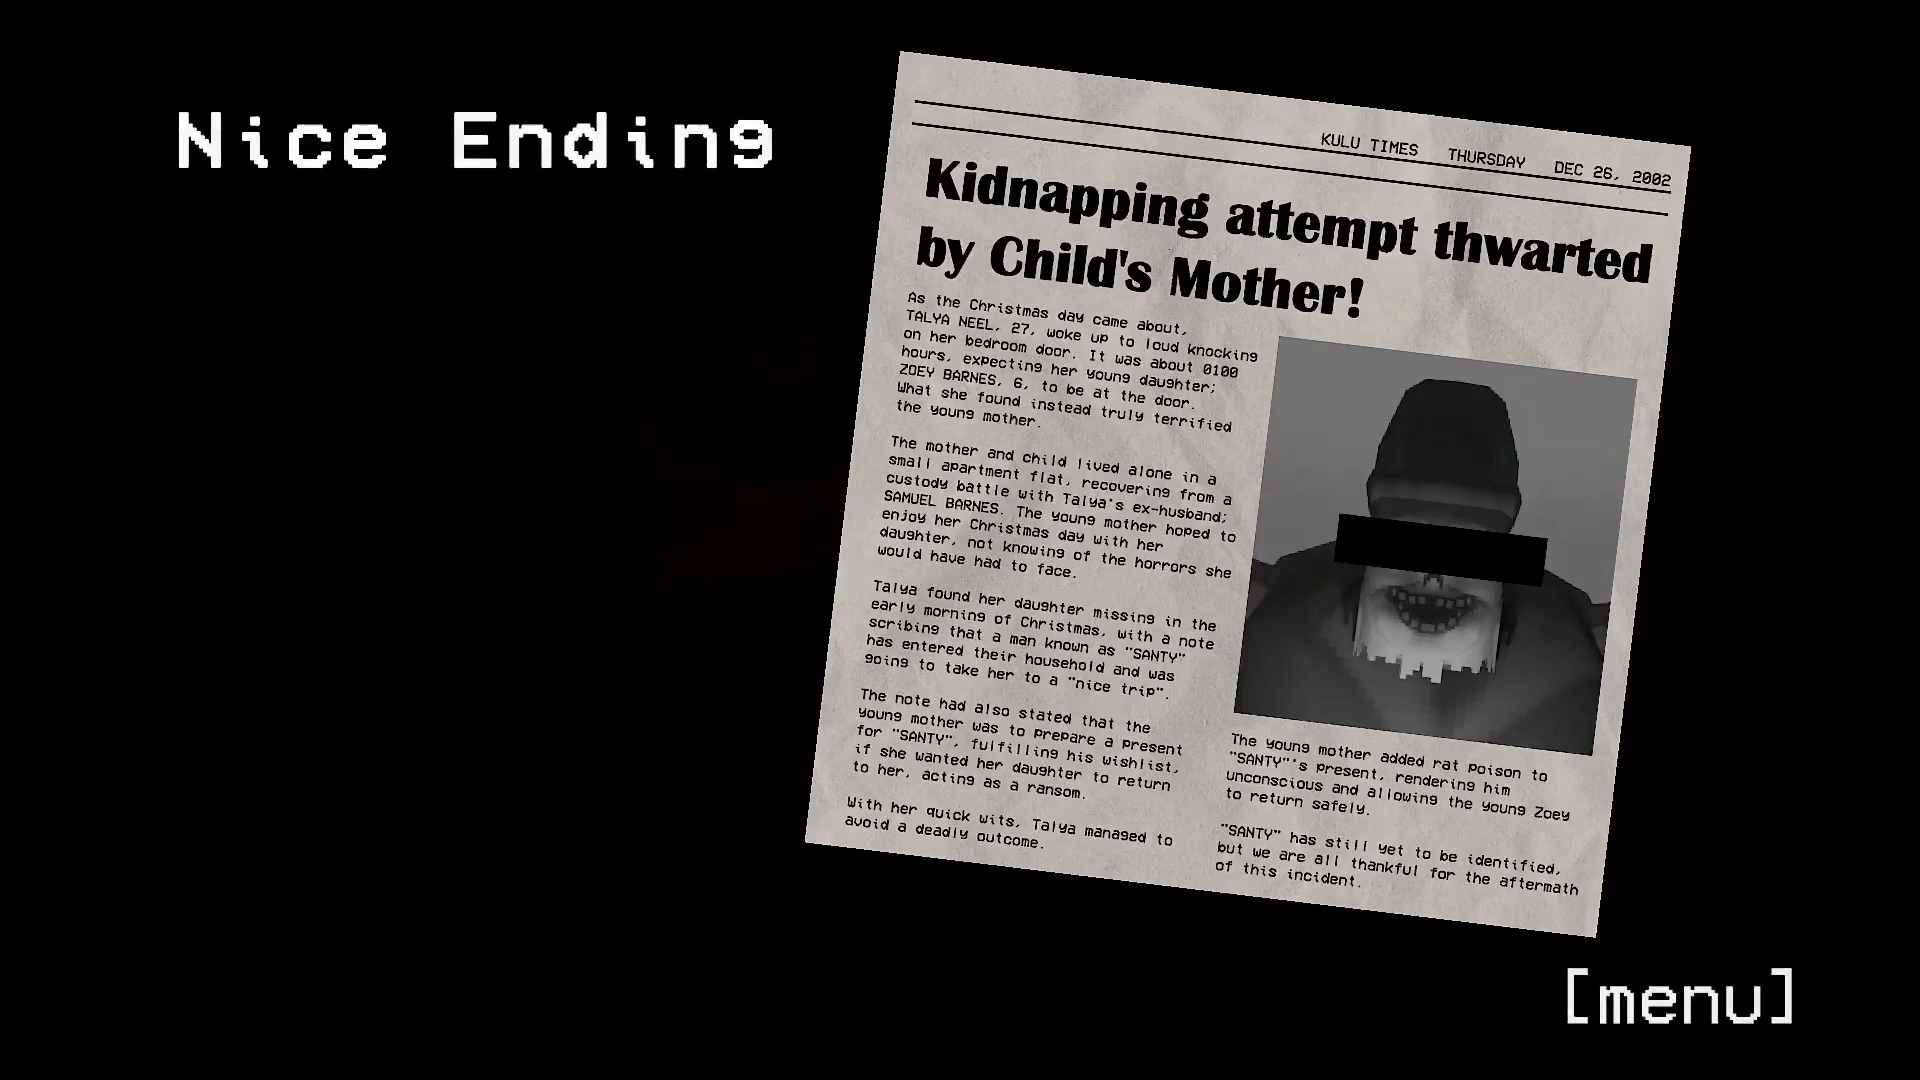 Nice Ending
KULU TIMES THURSDAY DEC 26, 2002
Kidnapping attempt thwarted
by Child's Mother!
As the Christmas day came about,
TALYA NEEL, 27, woke up to loud knocking
on her bedroom door. It was about 0100
hours, expecting her young daughter;
ZOEY BARNES, 6, to be at the door.
What she found instead truly terrified
the young mother.
The mother and child lived alone in a
small apartment flat, recovering from a
custody battle with Talya's ex-husband;
SAMUEL BARNES. The young mother hoped to
enjoy her Christmas day with her
daughter, not knowing of the horrors she
would have had to face.
Talya found her daughter missing in the
early morning of Christmas, with a note
scribing that a man known as "SANTY"
has entered their household and was
going to take her to a "nice trip".
The note had also stated that the
young mother was to prepare a present
for "SANTY", fulfilling his wishlist,
if she wanted her daughter to return
to her, acting as a ransom.
With her quick wits, Talya managed to
avoid a deadly outcome.
The young mother added rat poison to
"SANTY"'s present, rendering him
unconscious and allowing the young Zoey
to return safely.
"SANTY" has still yet to be identified,
but we are all thankful for the aftermath
of this incident.
[menu]